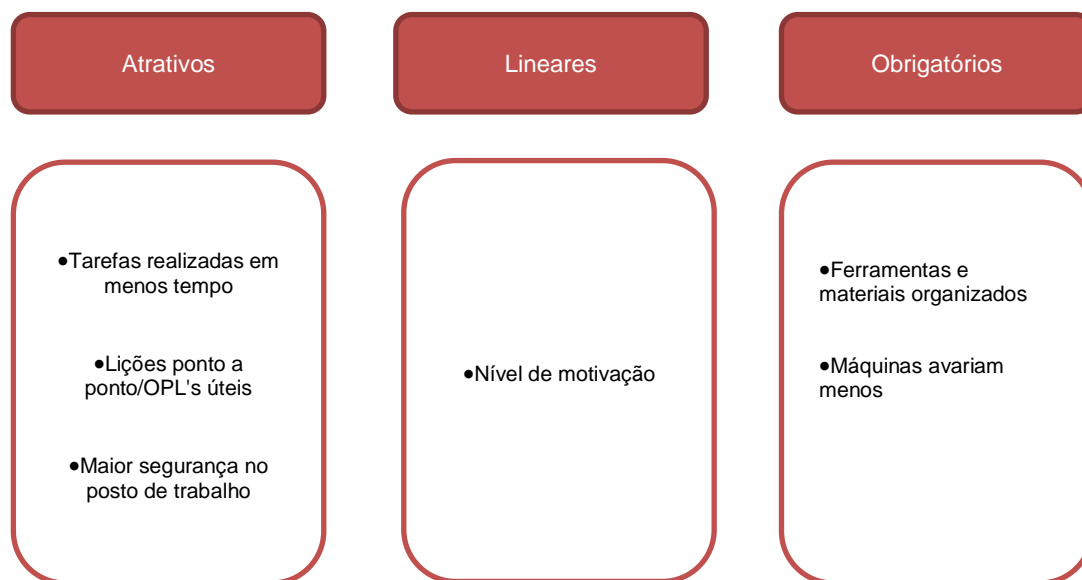 Atrativos
Lineares
Obrigatórios
•Tarefas realizadas em
menos tempo
•Lições ponto a
ponto/OPL's úteis
•Maior segurança no
posto de trabalho
•Nível de motivação
•Ferramentas e
materiais organizados
•Máquinas avariam
menos